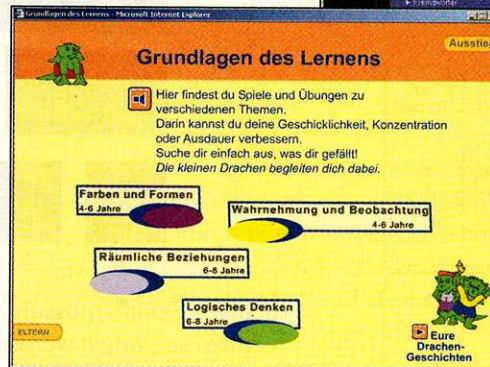 Grundlagen des Lernens - Microsoft Internet Explorer
Ausstieg
Grundlagen des Lernens
Hier findest du Spiele und Übungen zu
verschiedenen Themen.
Darin kannst du deine Geschicklichkeit, Konzentration
oder Ausdauer verbessern.
Suche dir einfach aus, was dir gefällt!
Die kleinen Drachen begleiten dich dabei.
Farben und Formen
4-6 Jahre
Wahrnehmung und Beobachtung
4-6 Jahre
Räumliche Beziehungen
6-8 Jahre
Logisches Denken
6-8 Jahre
ELTERN
Eure
Drachen-
Geschichten